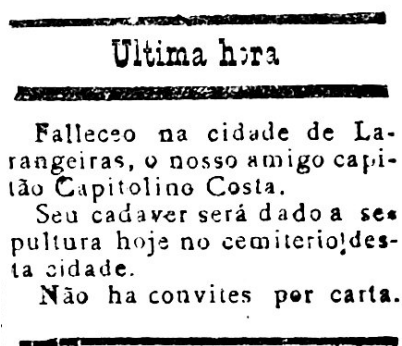 Ultima hora
Falleceo na cidade de La-
rangeiras, o nosso amigo capi-
tão Capitolino Costa.
Seu cadaver será dado a se-
pultura hoje no cemiterio des-
ta cidade.
Não ha convites por carta.